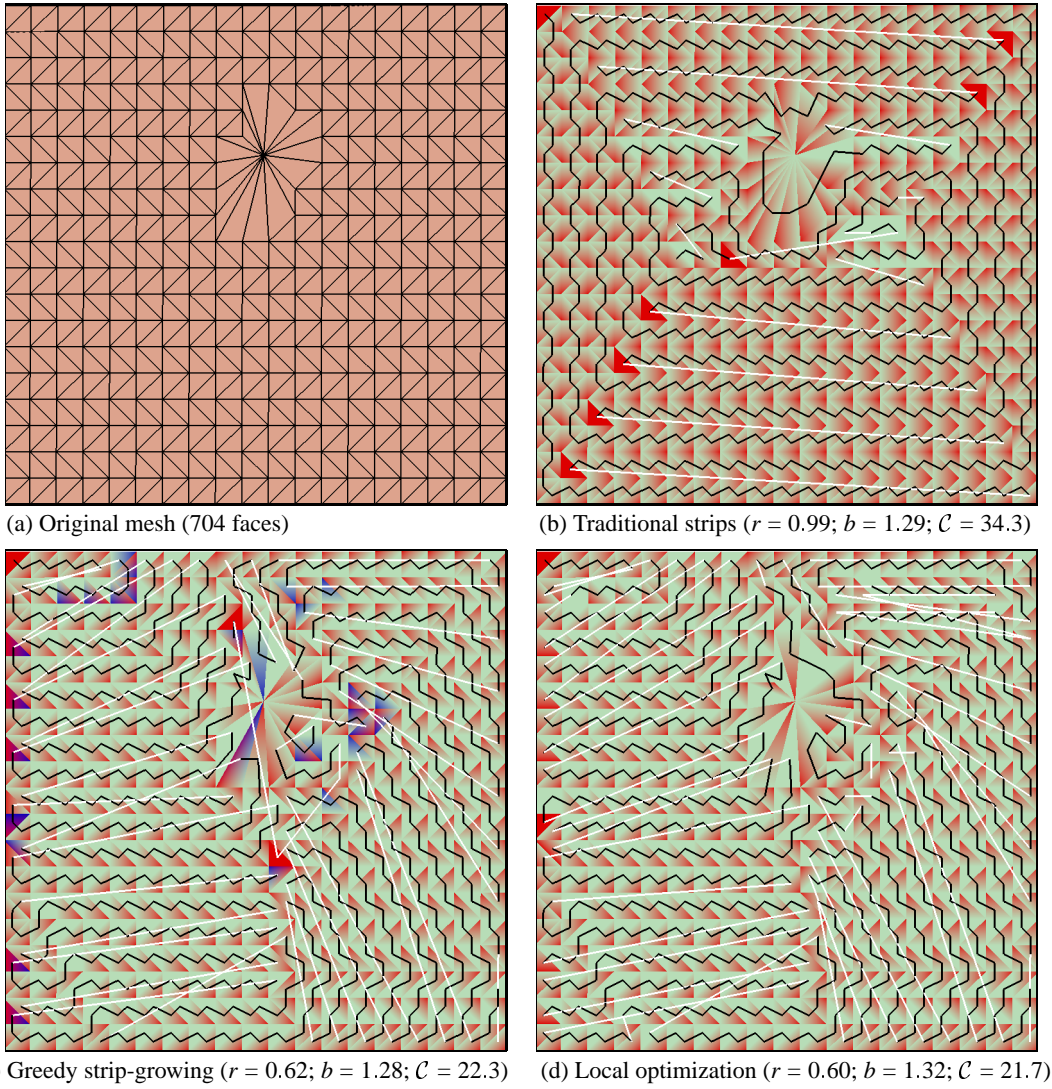 (a) Original mesh (704 faces)
(b) Traditional strips (r = 0.99; b = 1.29; C = 34.3)
Greedy strip-growing (r = 0.62; b = 1.28; C = 22.3)
(d) Local optimization (r = 0.60; b = 1.32; C = 21.7)